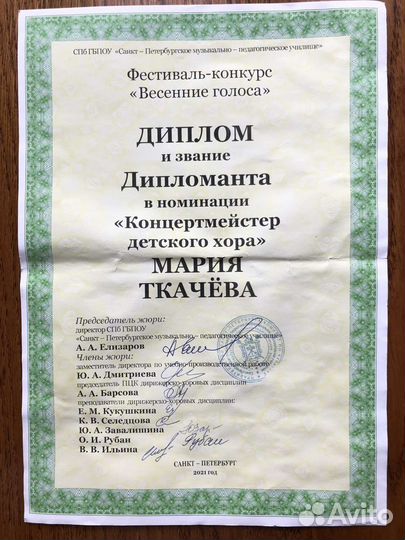 СПб ГБПОУ «Санкт – Петербургское музыкально – педагогическое училище»
Фестиваль-конкурс
«Весенние голоса»
ДИПЛОМ
и звание
Дипломанта
в номинации
«Концертмейстер
детского хора»
МАРИЯ
ТКАЧЁВА
Председатель жюри:
директор СПб ГБПОУ
«Санкт – Петербургское музыкально – педагогическое училище»
А. А. Елизаров
Члены жюри:
заместитель директора по учебно-производственной работе
Ю. А. Дмитриева
председатель ПЦК дирижерско-хоровых дисциплин
А. А. Барсова
преподаватели дирижерско-хоровых дисциплин:
Е. М. Кукушкина
К. В. Селедцова
Ю. А. Завалишина
О. И. Рубан
В. В. Ильина
САНКТ – ПЕТЕРБУРГ
2021 год
Avito